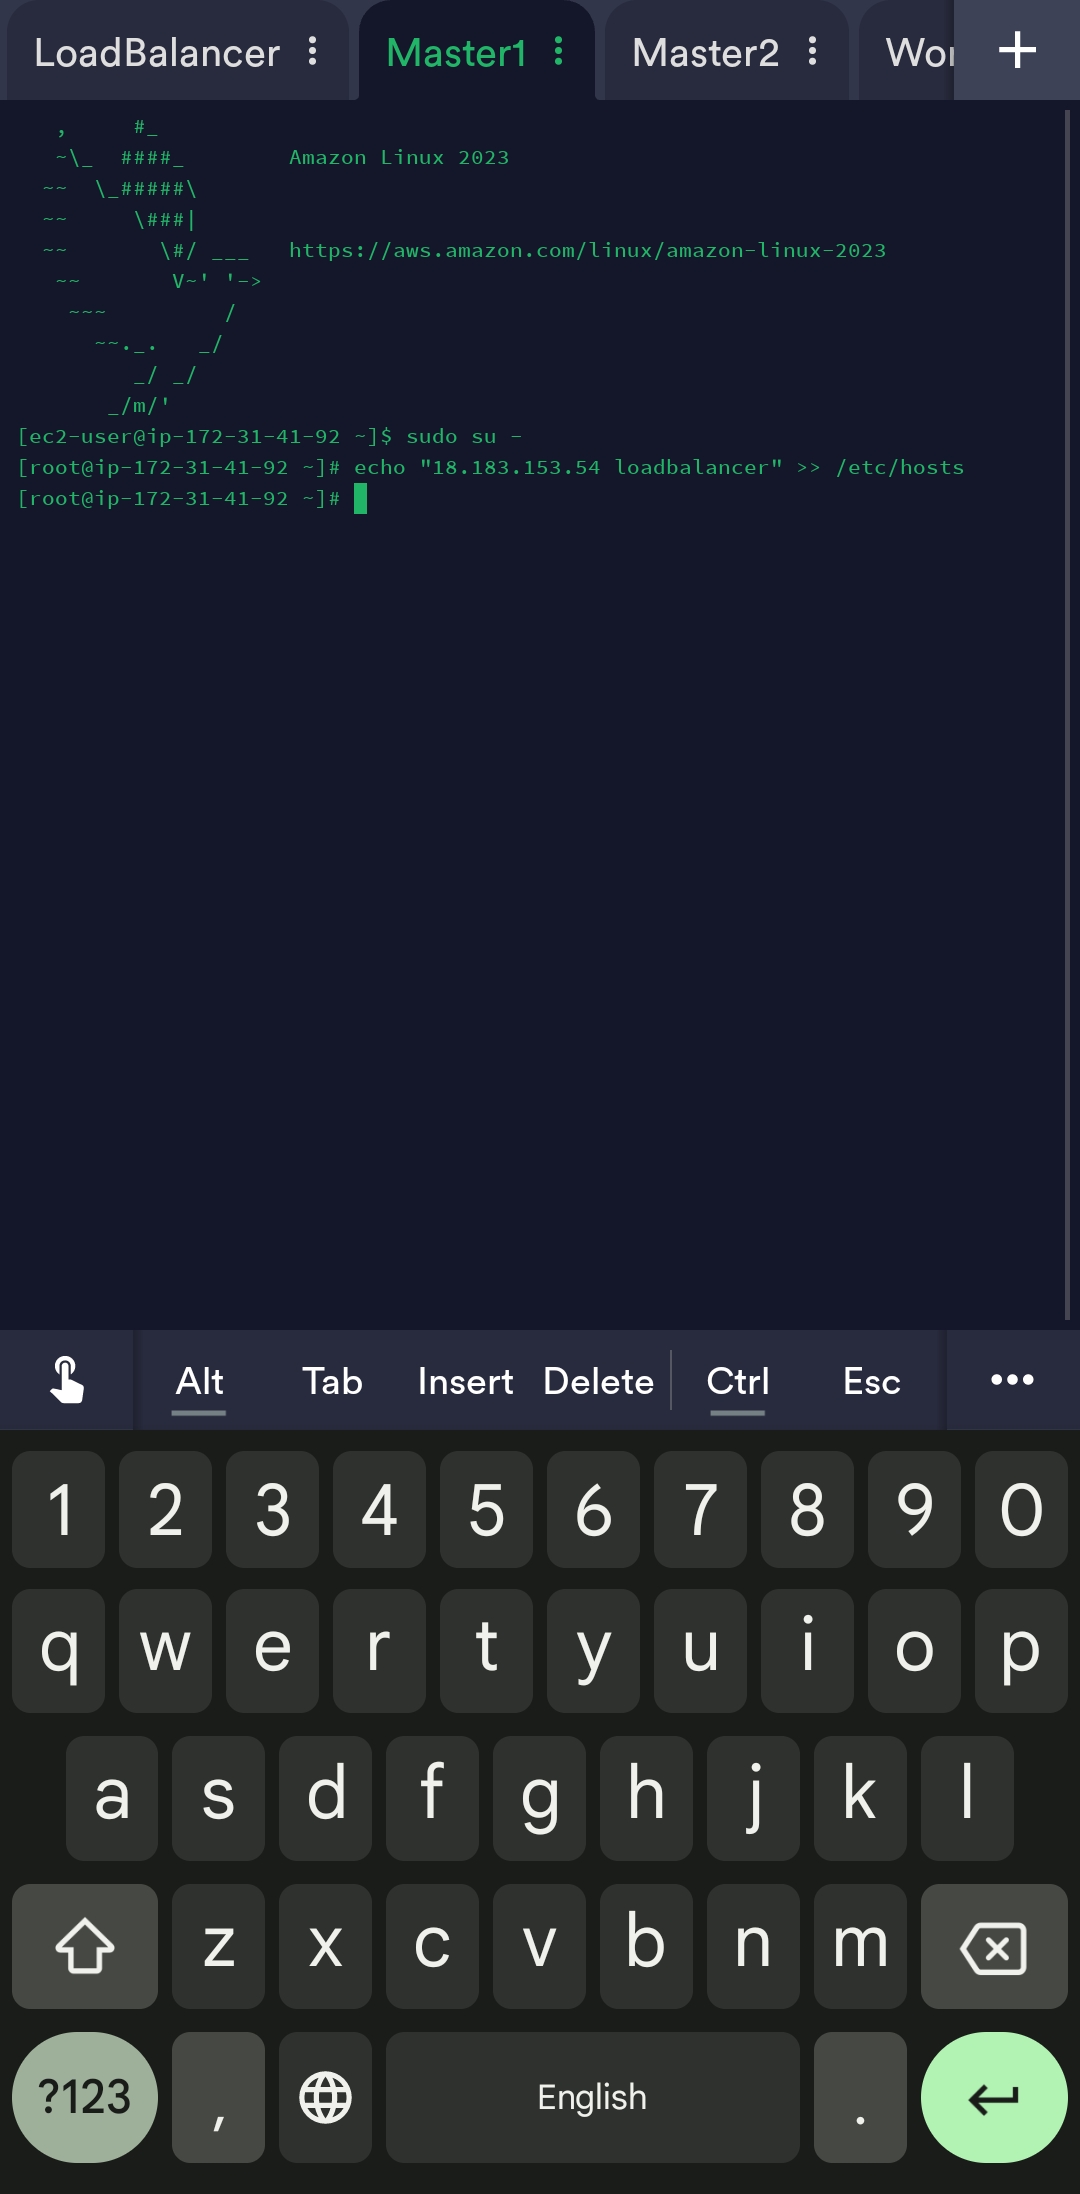 LoadBalancer
Master1
Master2
Wor
+
   ,     #_
   ~\_  ####_        Amazon Linux 2023
  ~~  \_#####\
  ~~     \###|
  ~~       \#/ ___   https://aws.amazon.com/linux/amazon-linux-2023
   ~~       V~' '->
    ~~~         /
      ~~._.   _/
         _/ _/
       _/m/'
[ec2-user@ip-172-31-41-92 ~]$ sudo su -
[root@ip-172-31-41-92 ~]# echo "18.183.153.54 loadbalancer" >> /etc/hosts
[root@ip-172-31-41-92 ~]#
Alt Tab Insert Delete Ctrl Esc
1 2 3 4 5 6 7 8 9 0
q w e r t y u i o p
a s d f g h j k l
z x c v b n m
?123 , English .